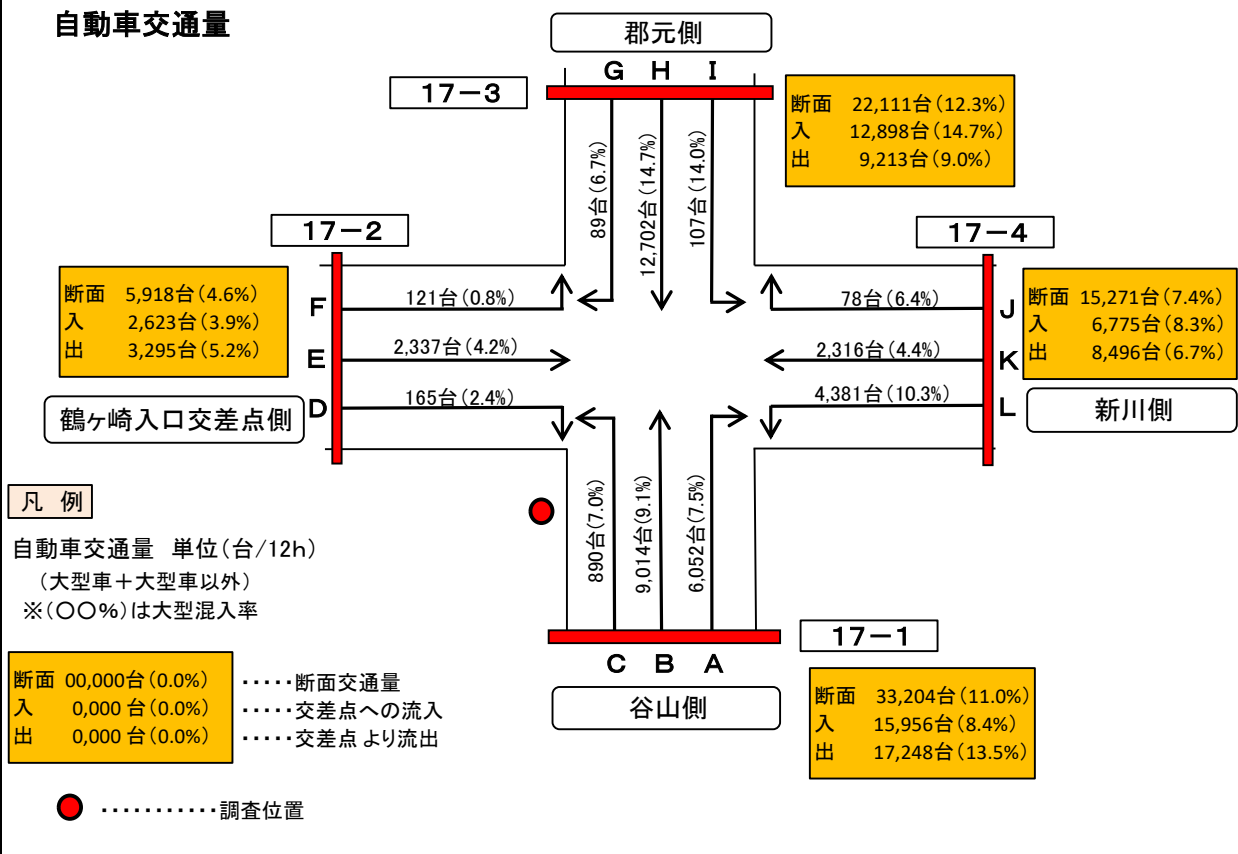 自動車交通量
郡元側
G H I
17－3
断面 22,111台(12.3%)
入 12,898台(14.7%)
出 9,213台(9.0%)
89台(6.7%)
12,702台(14.7%)
107台(14.0%)
17－2
17－4
断面 5,918台(4.6%)
入 2,623台(3.9%)
出 3,295台(5.2%)
F
121台(0.8%)
E
2,337台(4.2%)
D
165台(2.4%)
鶴ヶ崎入口交差点側
78台(6.4%)
J
2,316台(4.4%)
K
4,381台(10.3%)
L
断面 15,271台(7.4%)
入 6,775台(8.3%)
出 8,496台(6.7%)
新川側
凡 例
自動車交通量 単位(台/12h)
(大型車＋大型車以外)
※(〇〇%)は大型混入率
890台(7.0%)
9,014台(9.1%)
6,052台(7.5%)
17－1
C B A
谷山側
断面 33,204台(11.0%)
入 15,956台(8.4%)
出 17,248台(13.5%)
断面 00,000台(0.0%) ・・・・・断面交通量
入 0,000 台(0.0%) ・・・・・交差点への流入
出 0,000 台(0.0%) ・・・・・交差点 より流出
・・・・・・・・・・・調査位置